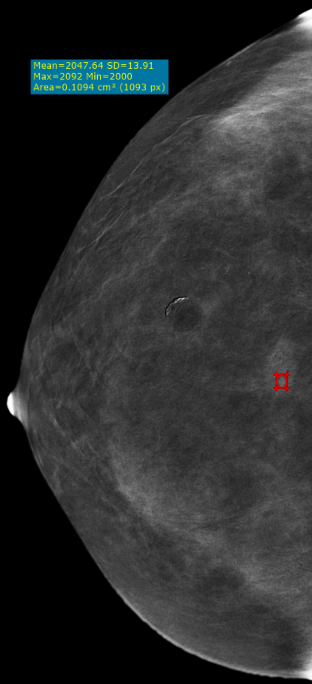 Mean=2047.64 SD=13.91
Max=2092 Min=2000
Area=0.1094 cm² (1093 px)